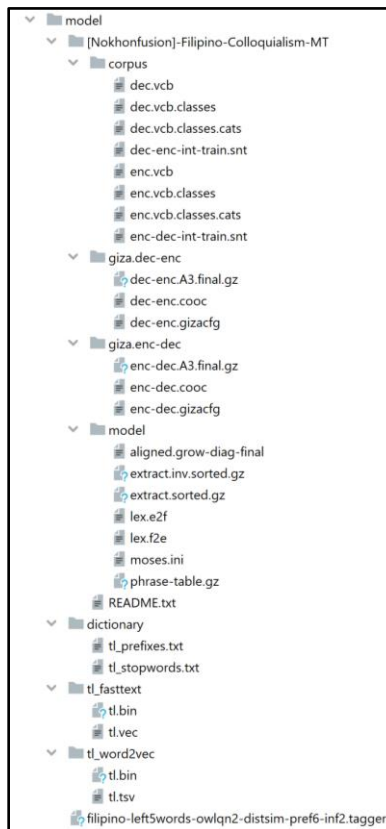 model
[Nokhonfusion]-Filipino-Colloquialism-MT
corpus
dec.vcb
dec.vcb.classes
dec.vcb.classes.cats
dec-enc-int-train.snt
enc.vcb
enc.vcb.classes
enc.vcb.classes.cats
enc-dec-int-train.snt
giza.dec-enc
dec-enc.A3.final.gz
dec-enc.cooc
dec-enc.gizacfg
giza.enc-dec
enc-dec.A3.final.gz
enc-dec.cooc
enc-dec.gizacfg
model
aligned.grow-diag-final
extract.inv.sorted.gz
extract.sorted.gz
lex.e2f
lex.f2e
moses.ini
phrase-table.gz
README.txt
dictionary
tl_prefixes.txt
tl_stopwords.txt
tl_fasttext
tl.bin
tl.vec
tl_word2vec
tl.bin
tl.tsv
filipino-left5words-owlqn2-distsim-pref6-inf2.tagger